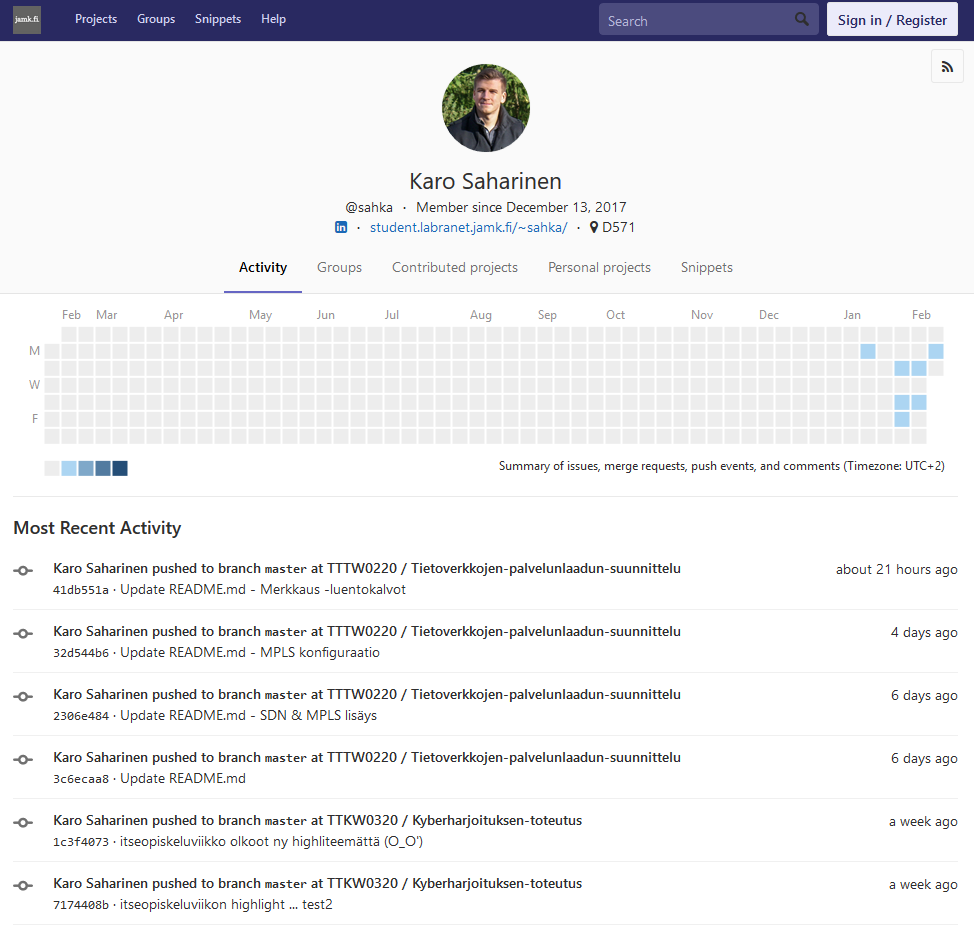 jamk.fi Projects Groups Snippets Help Search Sign in / Register
Karo Saharinen
@sahka · Member since December 13, 2017
· student.labranet.jamk.fi/~sahka/ · D571
Activity Groups Contributed projects Personal projects Snippets
Feb Mar Apr May Jun Jul Aug Sep Oct Nov Dec Jan Feb
M
W
F
Summary of issues, merge requests, push events, and comments (Timezone: UTC+2)
Most Recent Activity
Karo Saharinen pushed to branch master at TTTW0220 / Tietoverkkojen-palvelunlaadun-suunnittelu about 21 hours ago
41db551a · Update README.md - Merkkaus -luentokalvot
Karo Saharinen pushed to branch master at TTTW0220 / Tietoverkkojen-palvelunlaadun-suunnittelu 4 days ago
32d544b6 · Update README.md - MPLS konfiguraatio
Karo Saharinen pushed to branch master at TTTW0220 / Tietoverkkojen-palvelunlaadun-suunnittelu 6 days ago
2306e484 · Update README.md - SDN & MPLS lisäys
Karo Saharinen pushed to branch master at TTTW0220 / Tietoverkkojen-palvelunlaadun-suunnittelu 6 days ago
3c6ecaa8 · Update README.md
Karo Saharinen pushed to branch master at TTKW0320 / Kyberharjoituksen-toteutus a week ago
1c3f4073 · itseopiskeluviikko olkoot ny highliteemättä (O_O')
Karo Saharinen pushed to branch master at TTKW0320 / Kyberharjoituksen-toteutus a week ago
7174408b · itseopiskeluviikon highlight ... test2